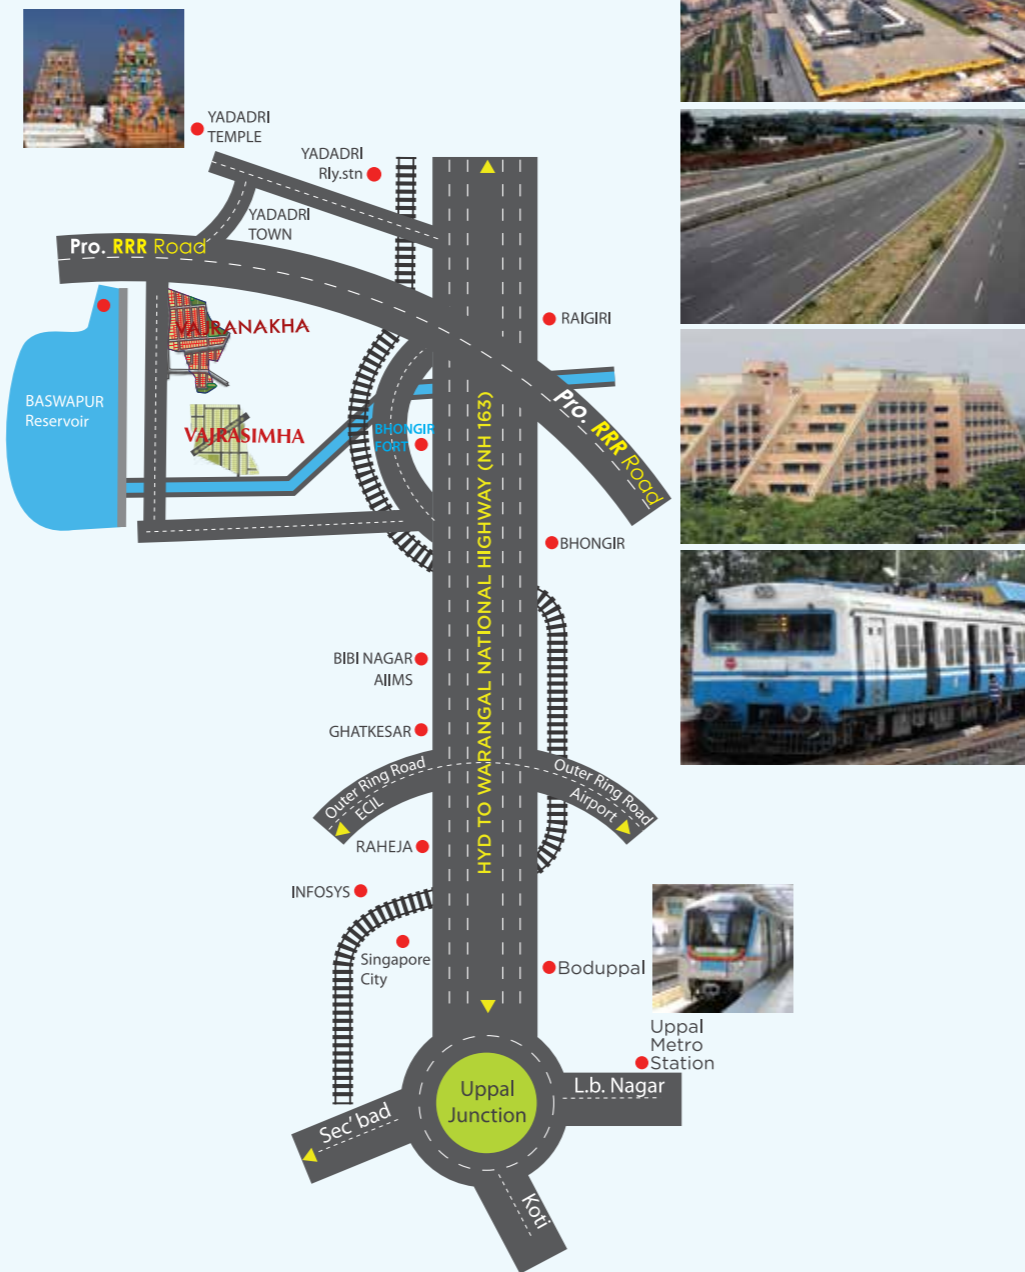 YADADRI
TEMPLE
YADADRI
Rly.stn
YADADRI
TOWN
Pro. RRR Road
VAJRANAKHA
RAIGIRI
BASWAPUR
Reservoir
VAJRASIMHA
BHONGIR
FORT
Pro. RRR Road
HYD TO WARANGAL NATIONAL HIGHWAY (NH 163)
BHONGIR
BIBI NAGAR
AIIMS
GHATKESAR
Outer Ring Road
ECIL
Outer Ring Road
Airport
RAHEJA
INFOSYS
Singapore
City
Boduppal
Uppal
Metro
Station
Uppal
Junction
L.b. Nagar
Sec'bad
Koti